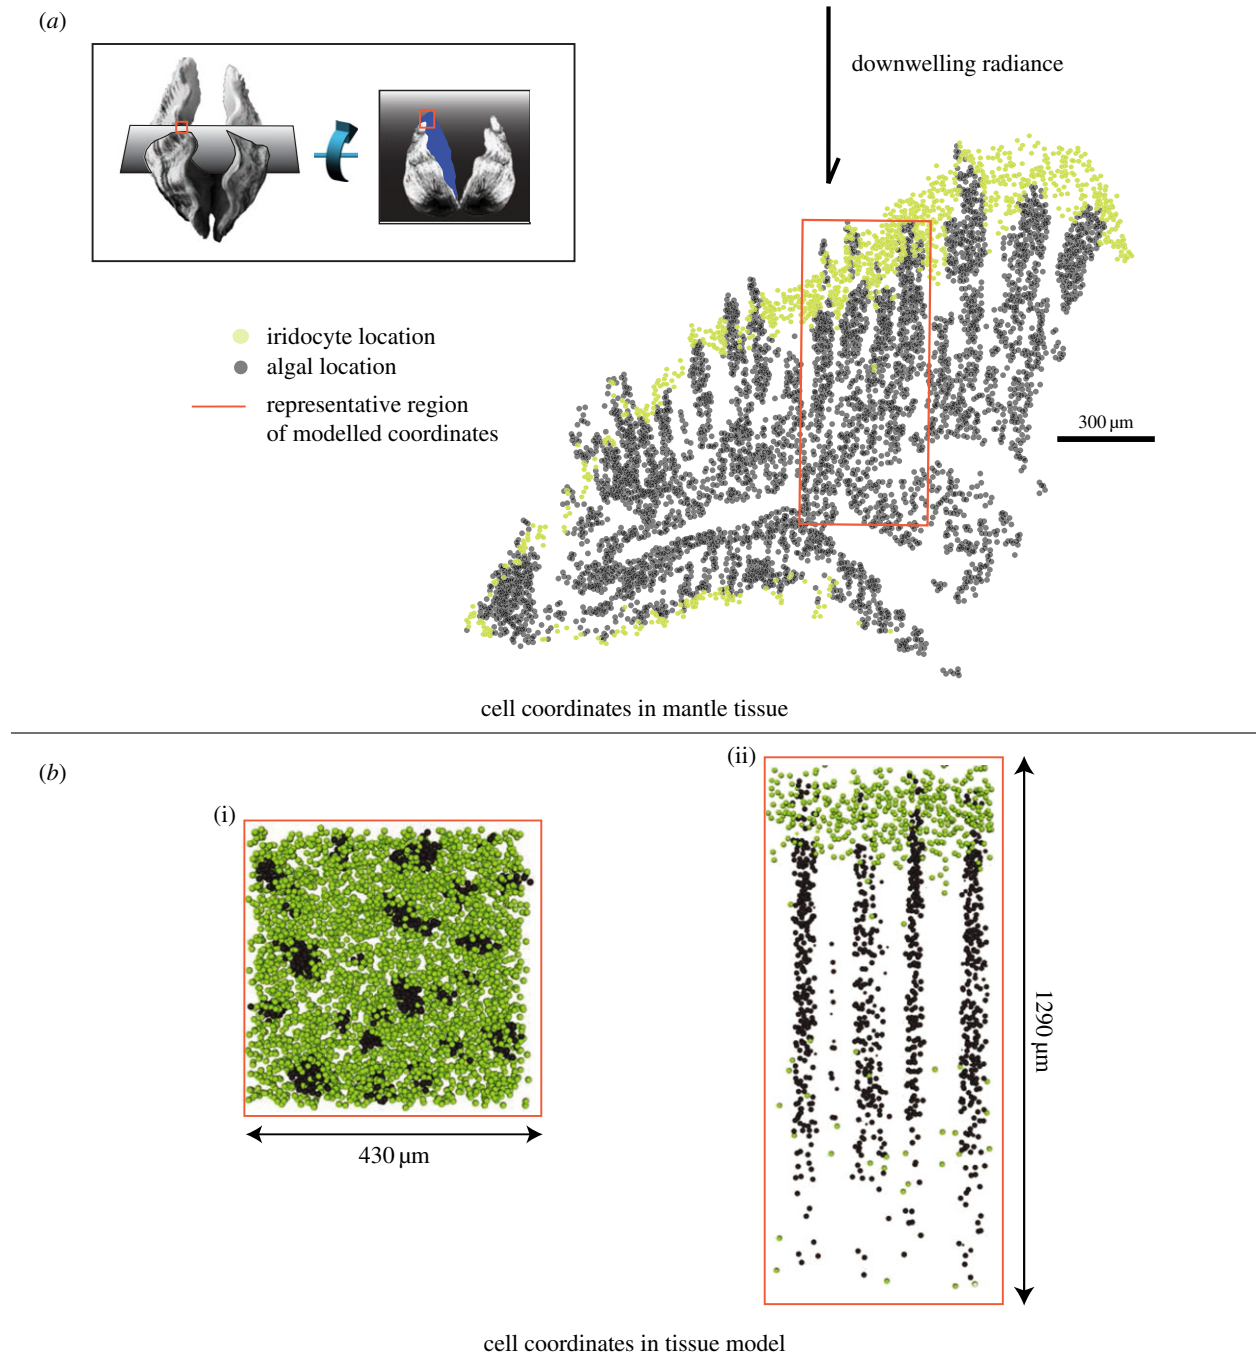 (a)
downwelling radiance
iridocyte location
algal location
representative region
of modelled coordinates
300 µm
cell coordinates in mantle tissue
(b)
(i)
(ii)
430 µm
1290 µm
cell coordinates in tissue model